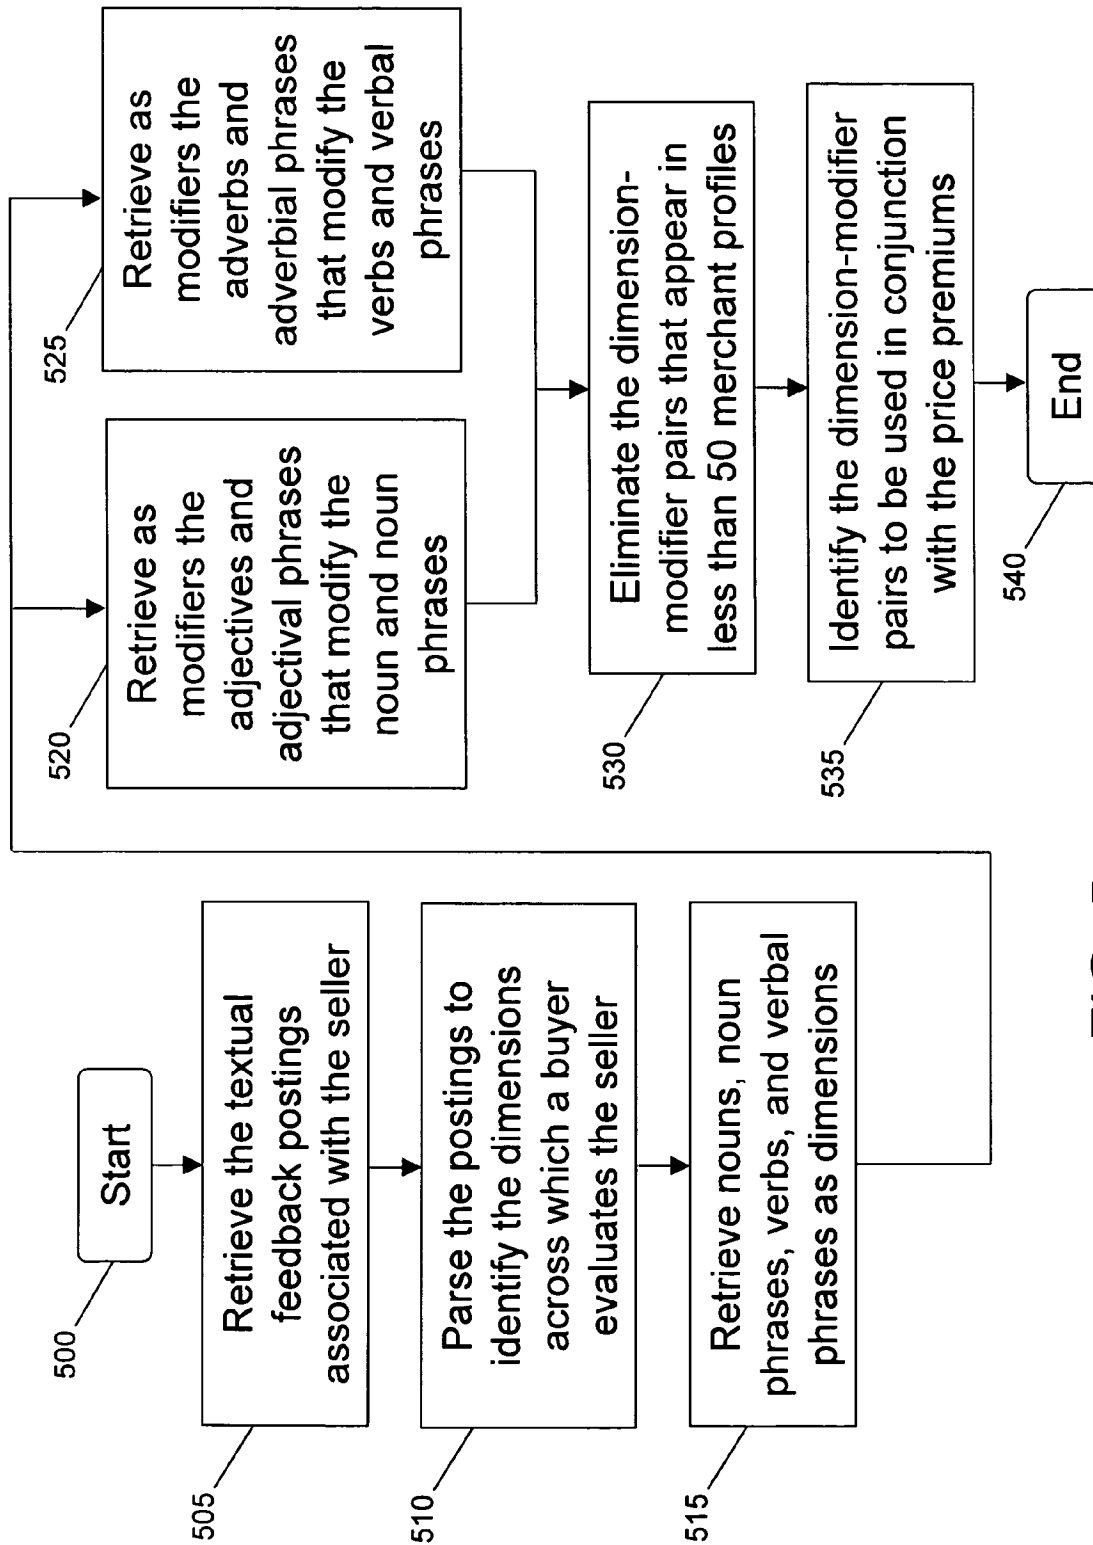 Start
500
Retrieve the textual
feedback postings
associated with the seller
505
Parse the postings to
identify the dimensions
across which a buyer
evaluates the seller
510
Retrieve nouns, noun
phrases, verbs, and verbal
phrases as dimensions
515
Retrieve as
modifiers the
adjectives and
adjectival phrases
that modify the
noun and noun
phrases
520
Retrieve as
modifiers the
adverbs and
adverbial phrases
that modify the
verbs and verbal
phrases
525
Eliminate the dimension-
modifier pairs that appear in
less than 50 merchant profiles
530
Identify the dimension-modifier
pairs to be used in conjunction
with the price premiums
535
End
540